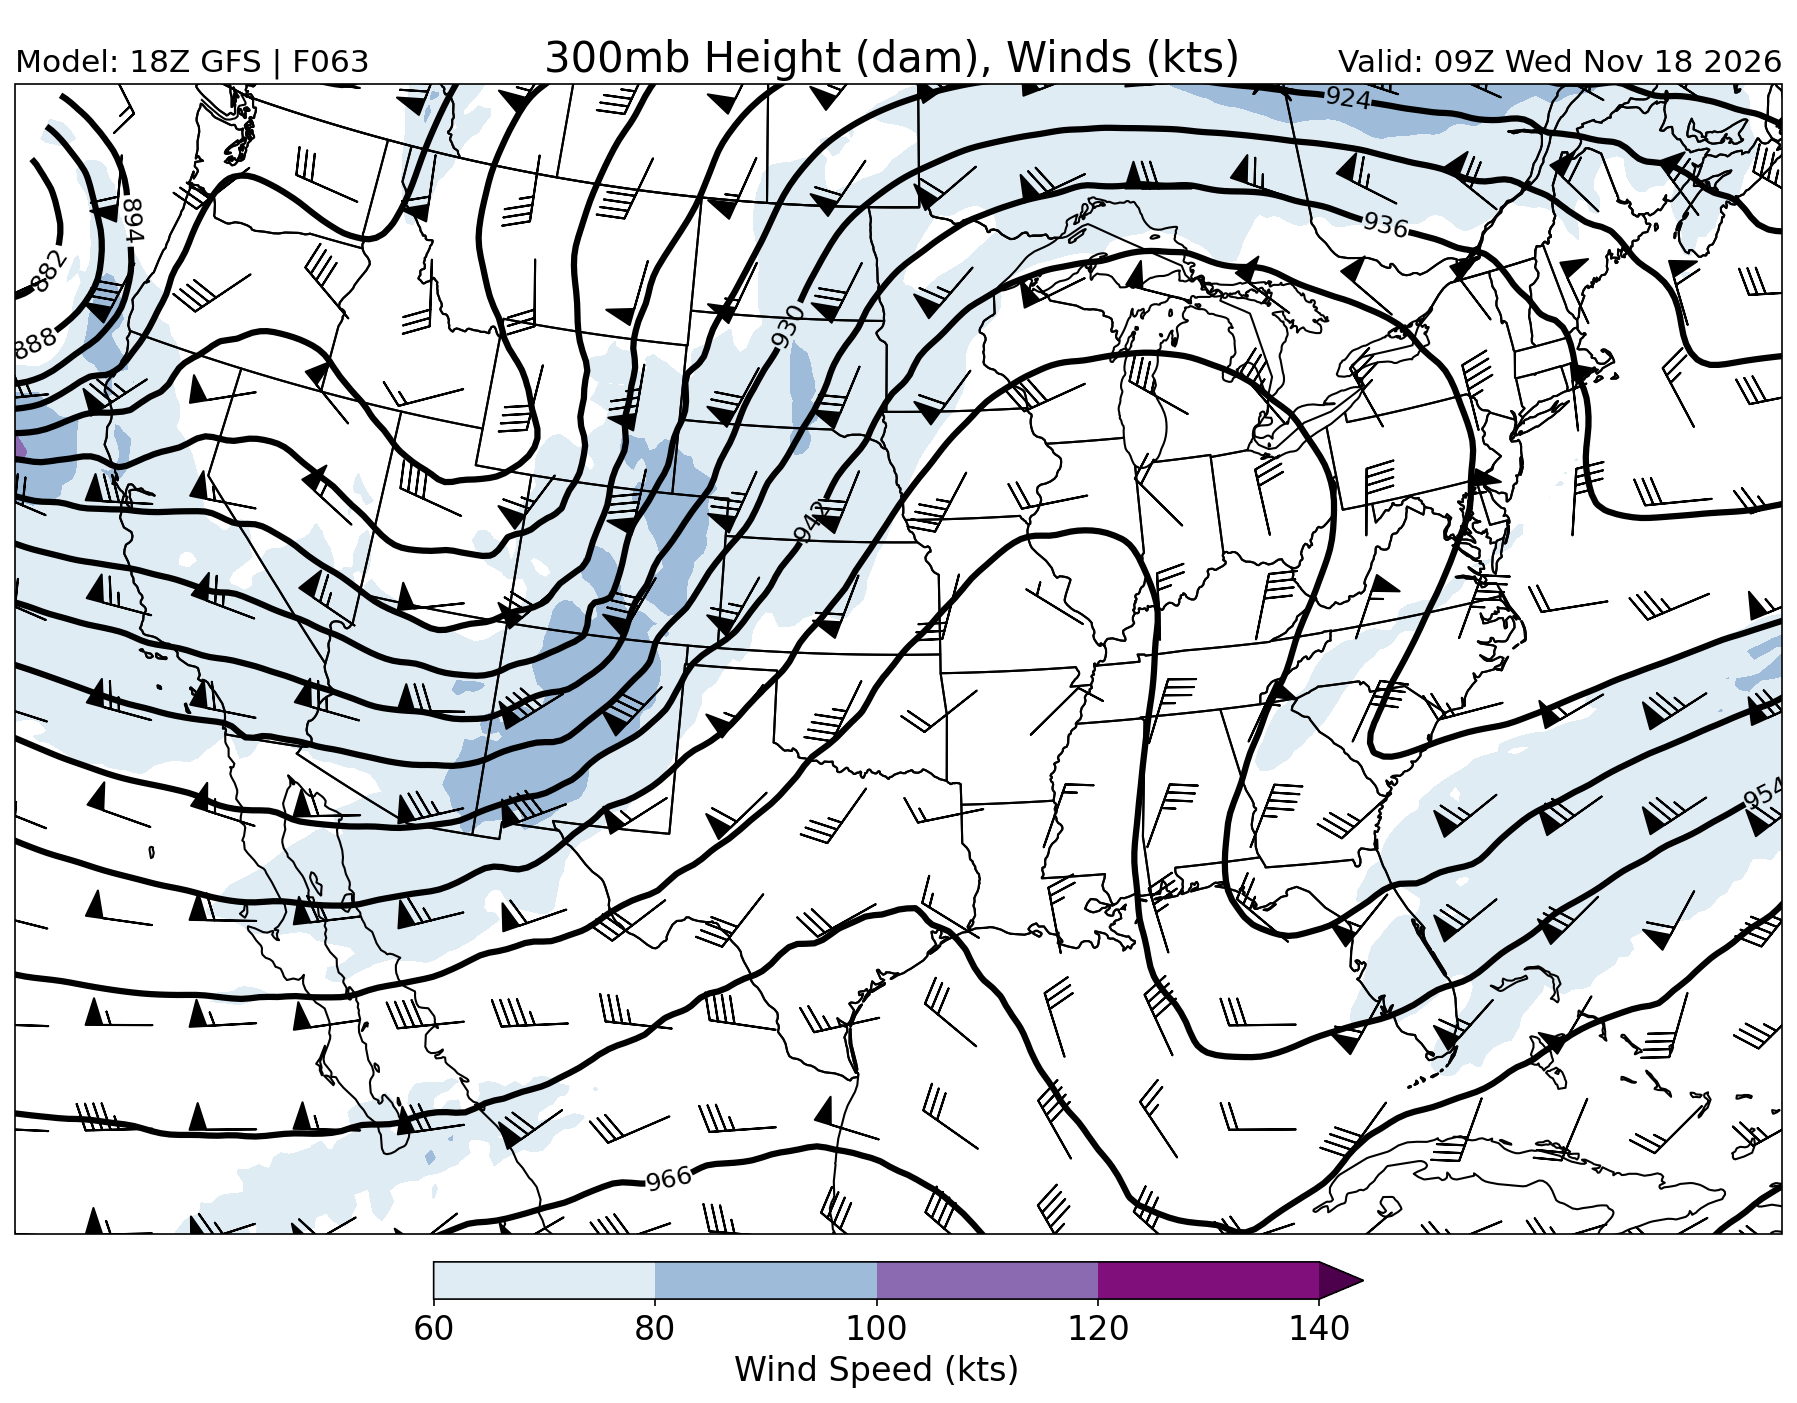 Model: 18Z GFS | F063
300mb Height (dam), Winds (kts)
Valid: 09Z Wed Nov 18 2026
924
894
936
882
930
888
942
954
966
60 80 100 120 140
Wind Speed (kts)